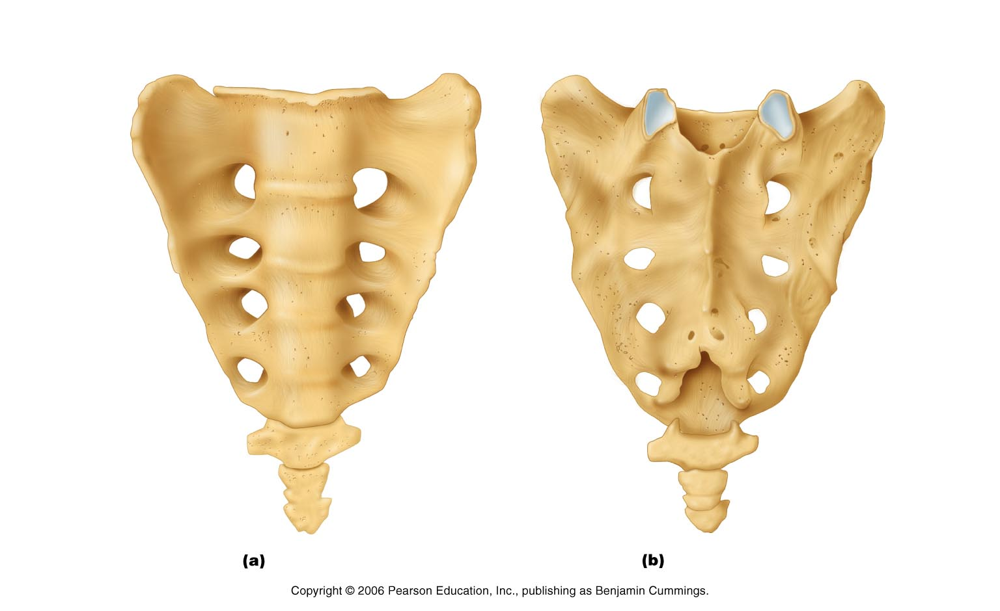 (a)
(b)
Copyright © 2006 Pearson Education, Inc., publishing as Benjamin Cummings.